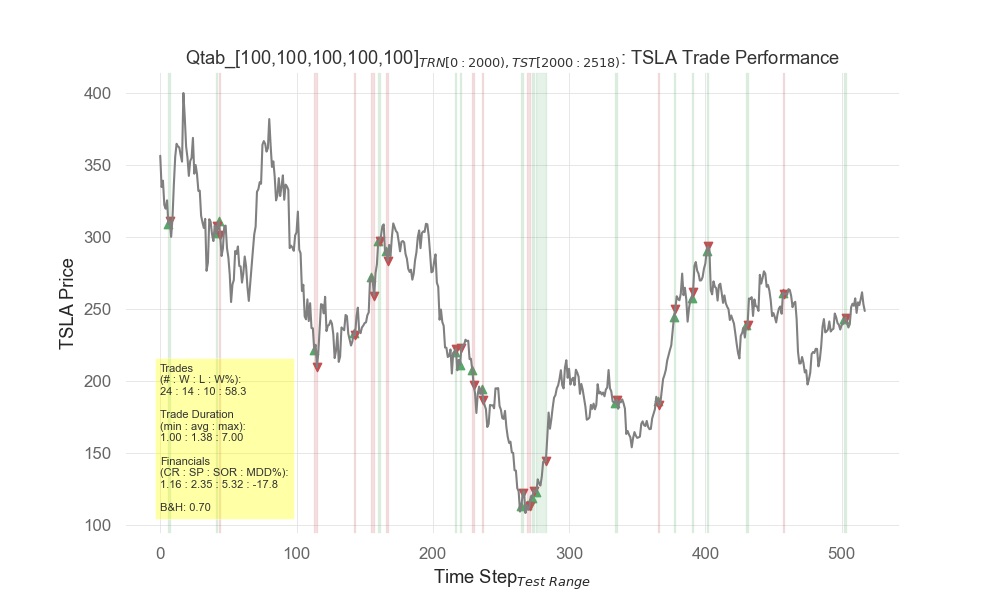 Qtab_[100,100,100,100,100]TRN[0 : 2000), TST[2000 : 2518): TSLA Trade Performance
TSLA Price
400
350
300
250
200
150
100
Trades
(# : W : L : W%):
24 : 14 : 10 : 58.3
Trade Duration
(min : avg : max):
1.00 : 1.38 : 7.00
Financials
(CR : SP : SOR : MDD%):
1.16 : 2.35 : 5.32 : -17.8
B&H: 0.70
0 100 200 300 400 500
Time StepTest Range